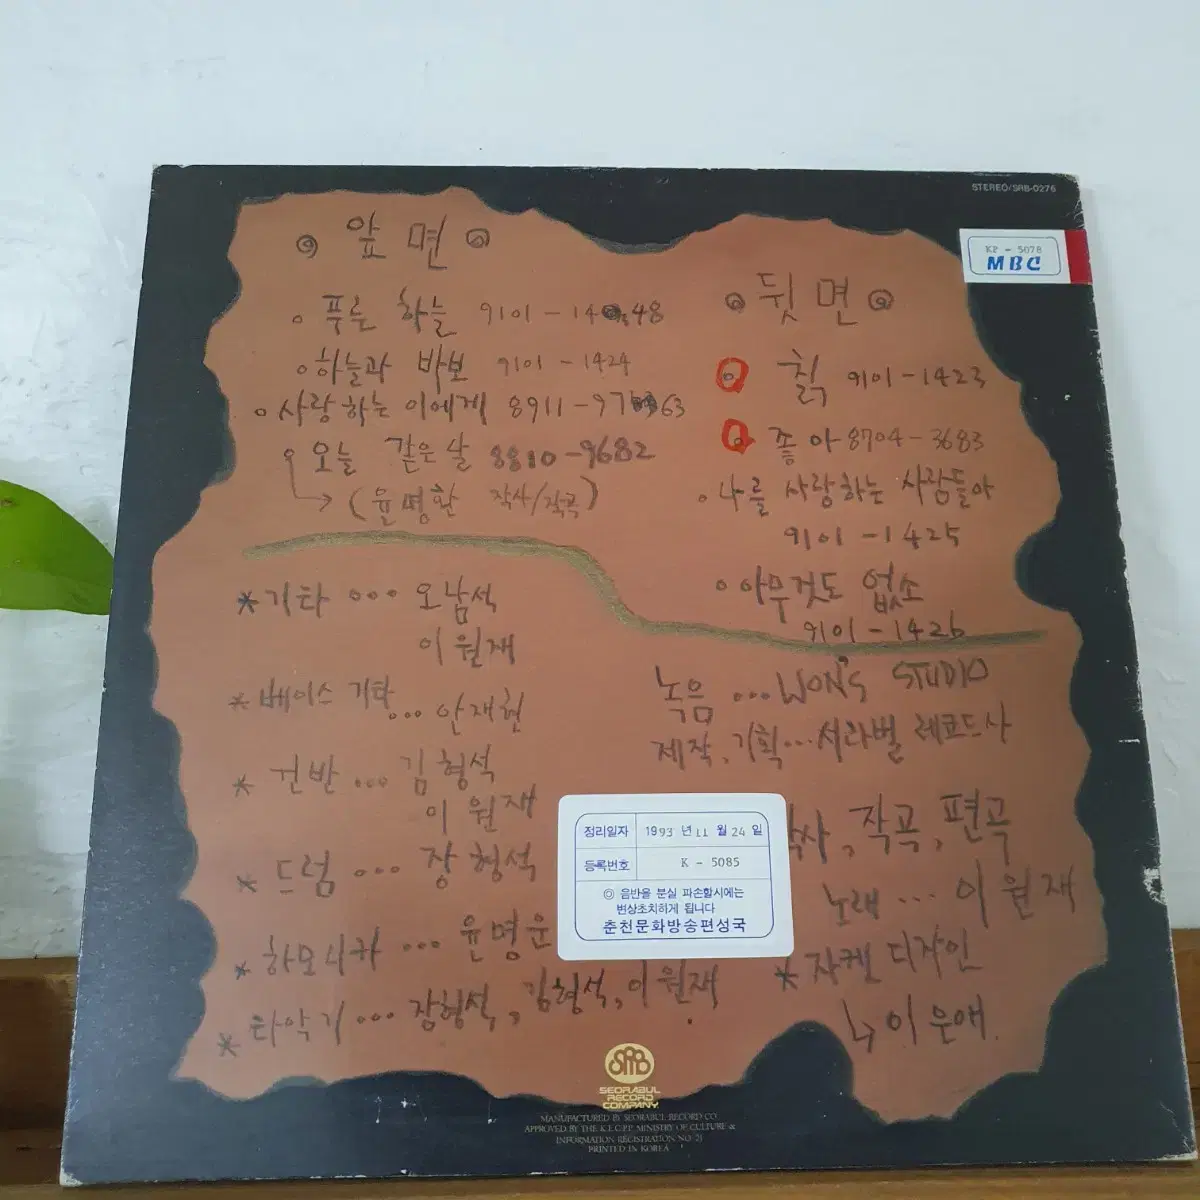 STEREO/SRB-0276
KP - 5078
MBC
앞면
푸른 하늘 9101-14 48
하늘과 바보 9101-1424
사랑하는 이에게 8911-97 63
오늘 같은 날 8810-9682
→(윤명환 작사/작곡)
뒷면
칡 9101-1423
좋아 8704-3683
나를 사랑하는 사람들아
9101-1425
아무것도 없소
9101-1426
*기타 ... 오남석
이원재
*베이스 기타 ... 안재현
*건반 ... 김형석
이원재
*드럼 ... 장형석
*하모니카 ... 윤명운
*타악기 ... 장형석, 김형석, 이원재
녹음 ... WON'S STUDIO
제작, 기획 ... 서라벌 레코드사
작사, 작곡, 편곡
노래 ... 이원재
*자켓 디자인
↳ 이은애
정리일자 1993 년 11 월 24 일
등록번호 K - 5085
◎ 음반을 분실 파손할시에는
변상조치하게 됩니다
춘천문화방송편성국
SRB
SEORABUL
RECORD
COMPANY
MANUFACTURED BY SEORABUL RECORD CO.
APPROVED BY THE K.E.C.P.P. MINISTRY OF CULTURE &
INFORMATION REGISTRATION NO. 21
PRINTED IN KOREA